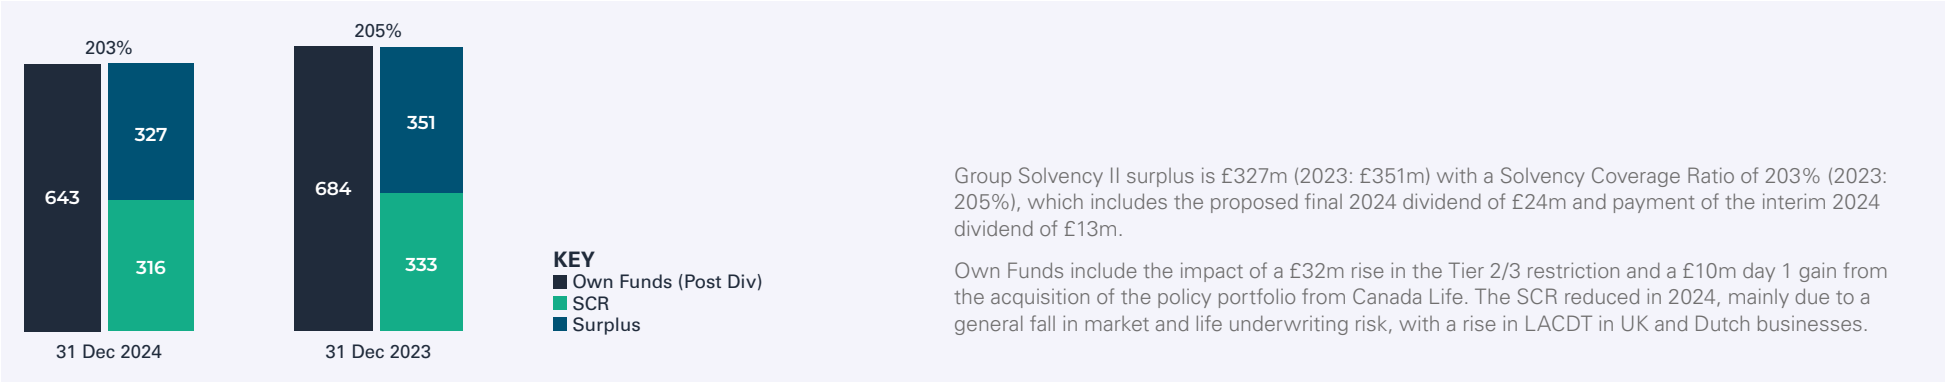 203%
643
327
316
31 Dec 2024
205%
684
351
333
31 Dec 2023
KEY
Own Funds (Post Div)
SCR
Surplus
Group Solvency II surplus is £327m (2023: £351m) with a Solvency Coverage Ratio of 203% (2023:
205%), which includes the proposed final 2024 dividend of £24m and payment of the interim 2024
dividend of £13m.
Own Funds include the impact of a £32m rise in the Tier 2/3 restriction and a £10m day 1 gain from
the acquisition of the policy portfolio from Canada Life. The SCR reduced in 2024, mainly due to a
general fall in market and life underwriting risk, with a rise in LACDT in UK and Dutch businesses.